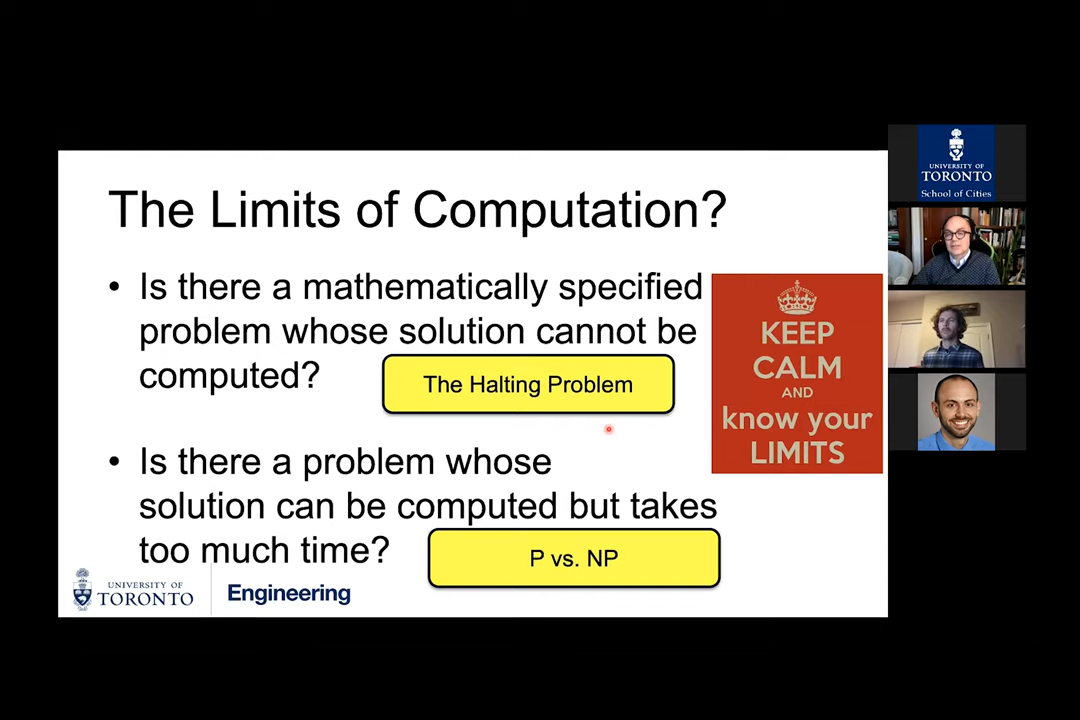 The Limits of Computation?
• Is there a mathematically specified
problem whose solution cannot be
computed?
The Halting Problem
• Is there a problem whose
solution can be computed but takes
too much time?
P vs. NP
KEEP
CALM
AND
know your
LIMITS
UNIVERSITY OF
TORONTO
Engineering
UNIVERSITY OF
TORONTO
School of Cities